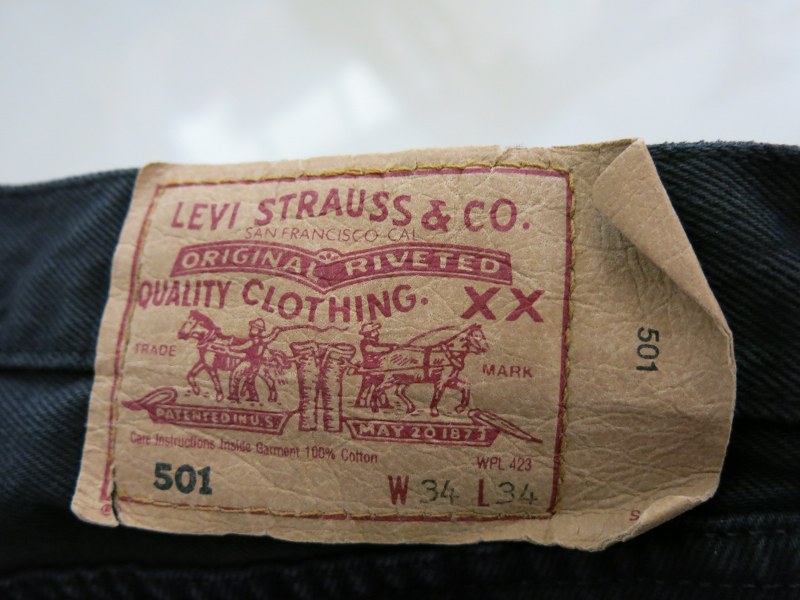 LEVI STRAUSS & CO.
SAN FRANCISCO CAL
ORIGINAL RIVETED
QUALITY CLOTHING. XX
TRADE MARK
PATENTED IN U.S
MAY 20 1873
Care Instructions Inside Garment 100% Cotton
WPL 423
501
W 34 L 34
501
S